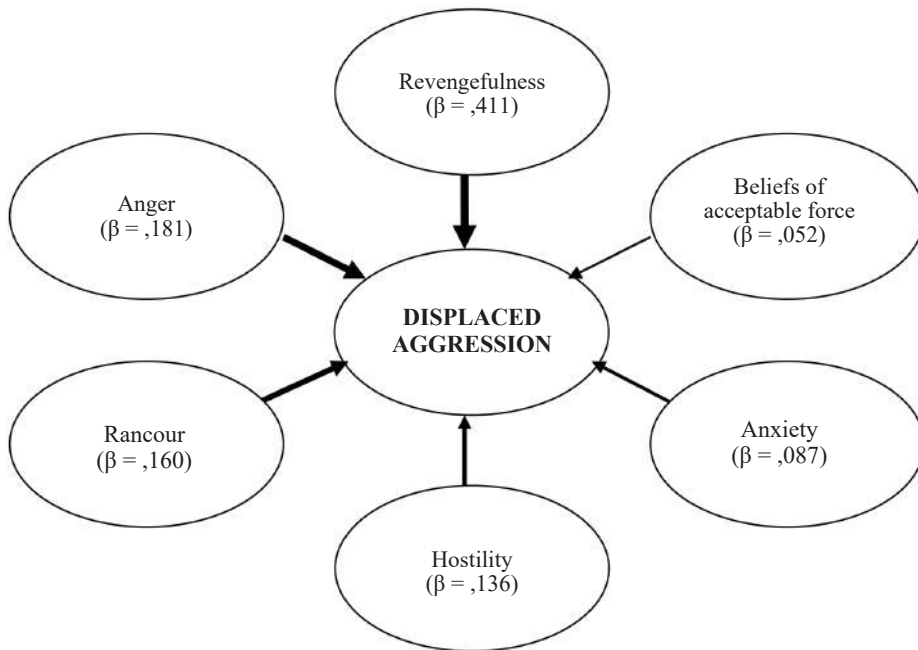 Revengefulness
(β = ,411)
Anger
(β = ,181)
Beliefs of
acceptable force
(β = ,052)
DISPLACED
AGGRESSION
Rancour
(β = ,160)
Anxiety
(β = ,087)
Hostility
(β = ,136)